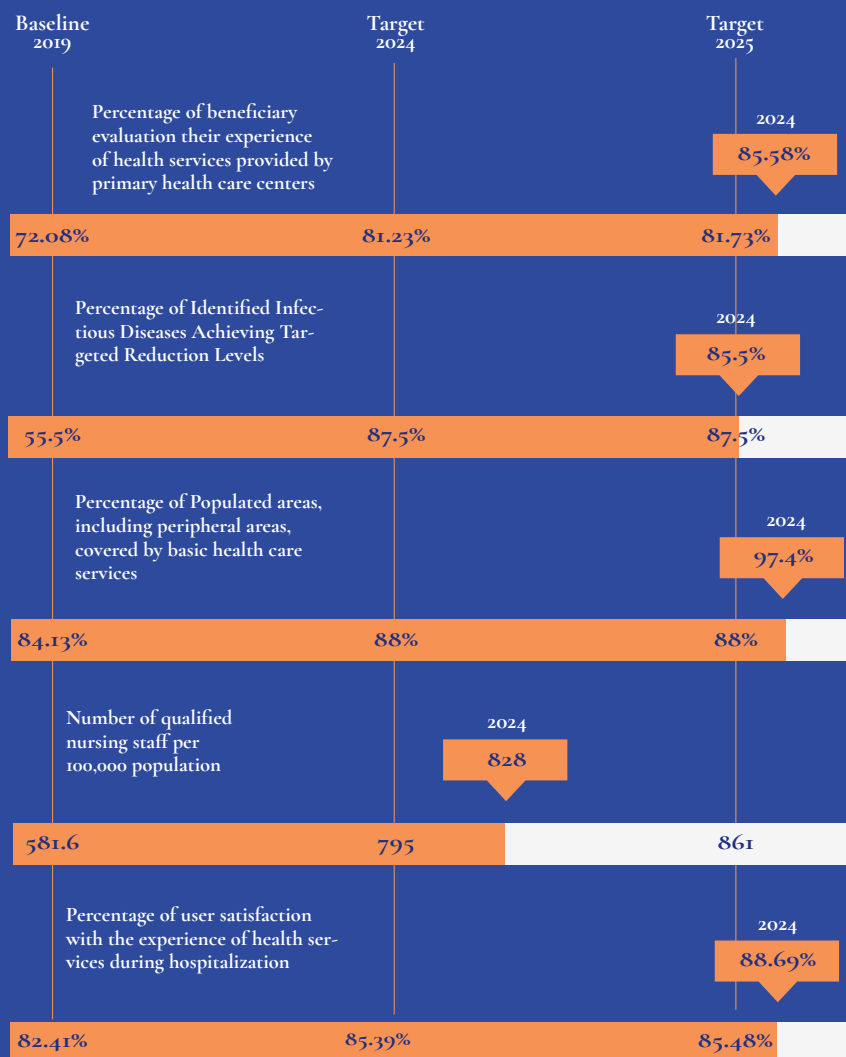 Baseline
2019
Target
2024
Target
2025
Percentage of beneficiary
evaluation their experience
of health services provided by
primary health care centers
2024
85.58%
72.08%
81.23%
81.73%
Percentage of Identified Infec-
tious Diseases Achieving Tar-
geted Reduction Levels
2024
85.5%
55.5%
87.5%
87.5%
Percentage of Populated areas,
including peripheral areas,
covered by basic health care
services
2024
97.4%
84.13%
88%
88%
Number of qualified
nursing staff per
100,000 population
2024
828
581.6
795
861
Percentage of user satisfaction
with the experience of health ser-
vices during hospitalization
2024
88.69%
82.41%
85.39%
85.48%